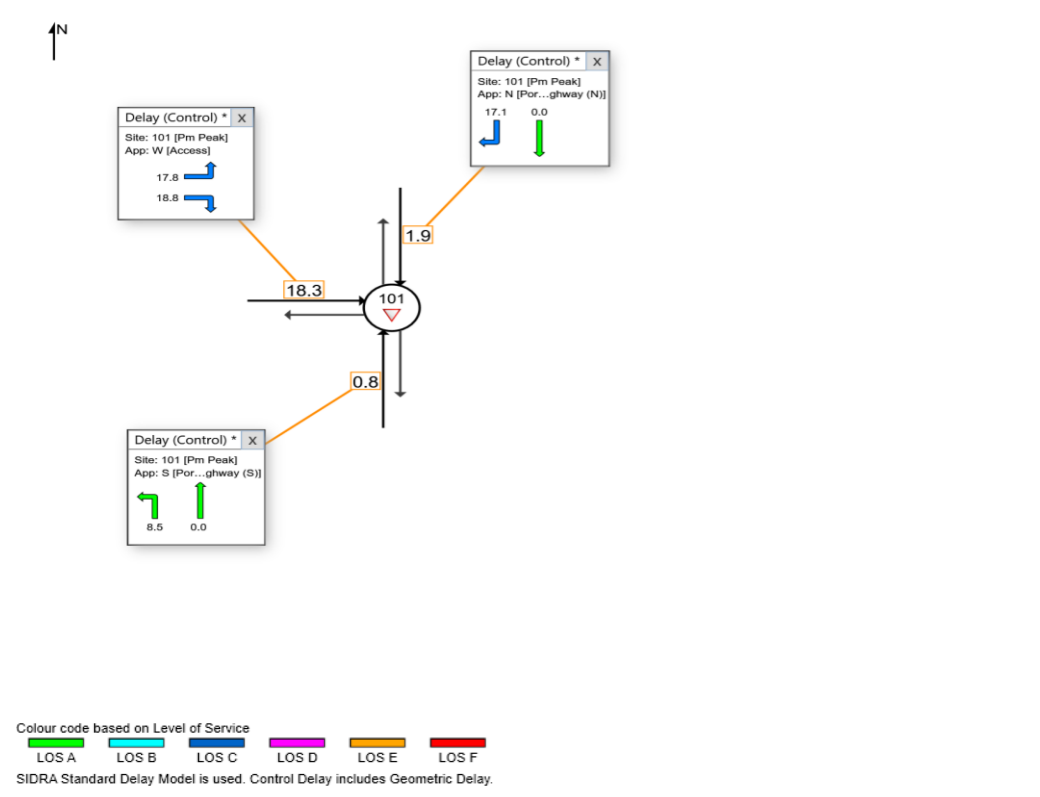 N
Delay (Control) * X
Site: 101 [Pm Peak]
App: N [Por...ghway (N)]
17.1 0.0
Delay (Control) * X
Site: 101 [Pm Peak]
App: W [Access]
17.8
18.8
1.9
18.3
101
0.8
Delay (Control) * X
Site: 101 [Pm Peak]
App: S [Por...ghway (S)]
8.5 0.0
Colour code based on Level of Service
LOS A LOS B LOS C LOS D LOS E LOS F
SIDRA Standard Delay Model is used. Control Delay includes Geometric Delay.